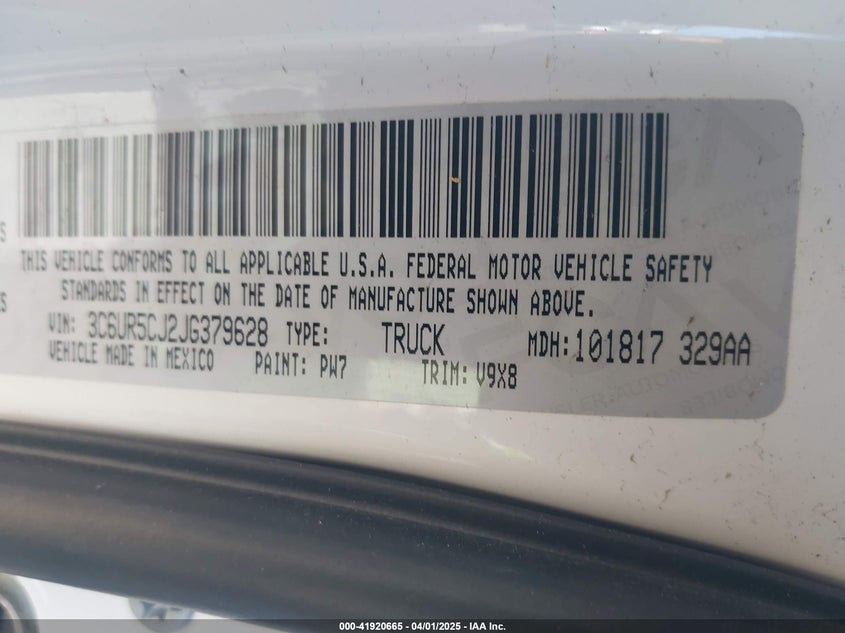 THIS VEHICLE CONFORMS TO ALL APPLICABLE U.S.A. FEDERAL MOTOR VEHICLE SAFETY
STANDARDS IN EFFECT ON THE DATE OF MANUFACTURE SHOWN ABOVE.
VIN: 3C6UR5CJ2JG379628 TYPE: TRUCK MDH: 101817 329AA
VEHICLE MADE IN MEXICO PAINT: PW7 TRIM: V9X8
000-41920665 - 04/01/2025 - IAA Inc.